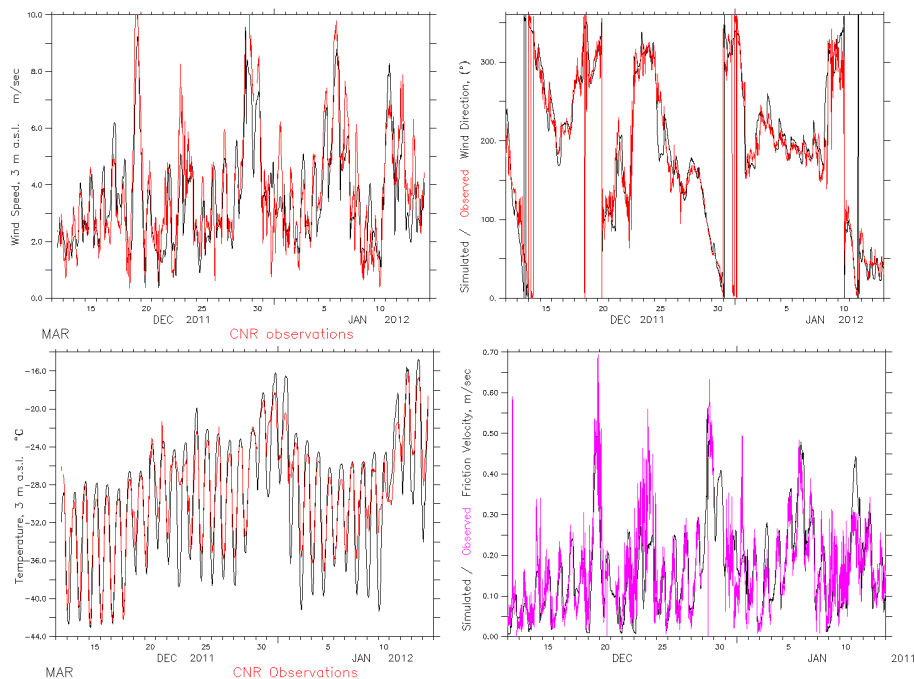 10.0
8.0
6.0
4.0
2.0
0.0
Wind Speed, 3 m a.s.l. m/sec
15 20 25 30 5 10
DEC 2011 JAN 2012
MAR CNR observations
300.
200.
100.
0.
Simulated / Observed Wind Direction, (°)
15 20 25 30 5 10
DEC 2011 JAN 2012
-16.0
-20.0
-24.0
-28.0
-32.0
-36.0
-40.0
-44.0
Temperature, 3 m a.s.l. °C
15 20 25 30 5 10
DEC 2011 JAN 2012
MAR CNR Observations
0.70
0.60
0.50
0.40
0.30
0.20
0.10
0.00
Simulated / Observed Friction Velocity, m/sec
15 20 25 30 5 10
DEC JAN 2011